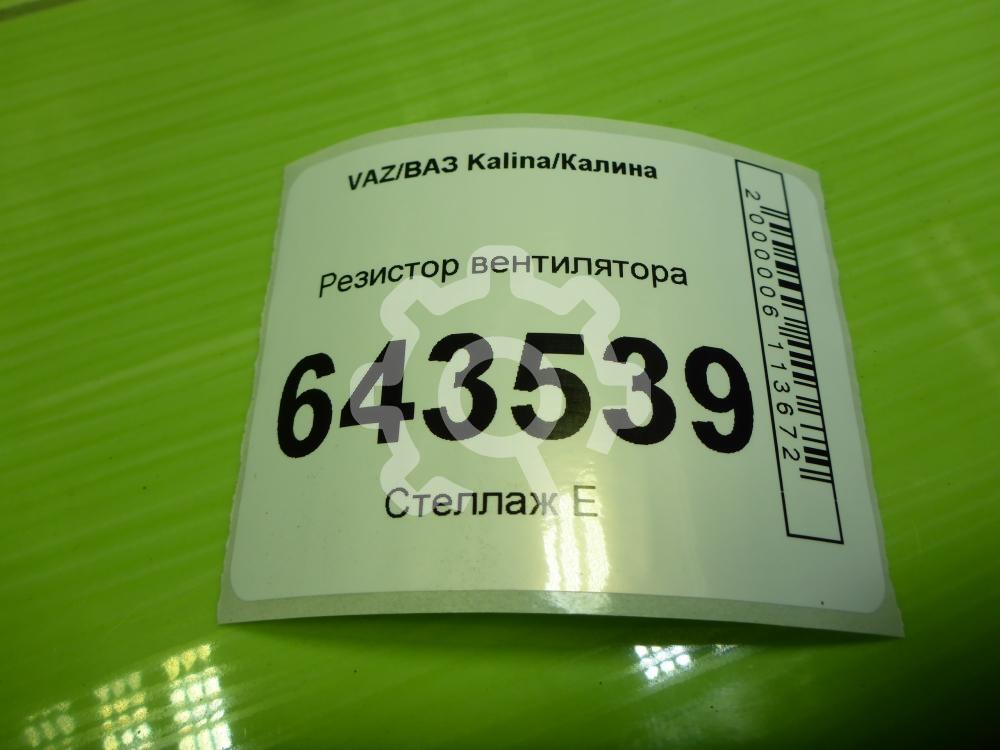 VAZ/ВАЗ Kalina/Калина
Резистор вентилятора
643539
Стеллаж Е
2000006113672